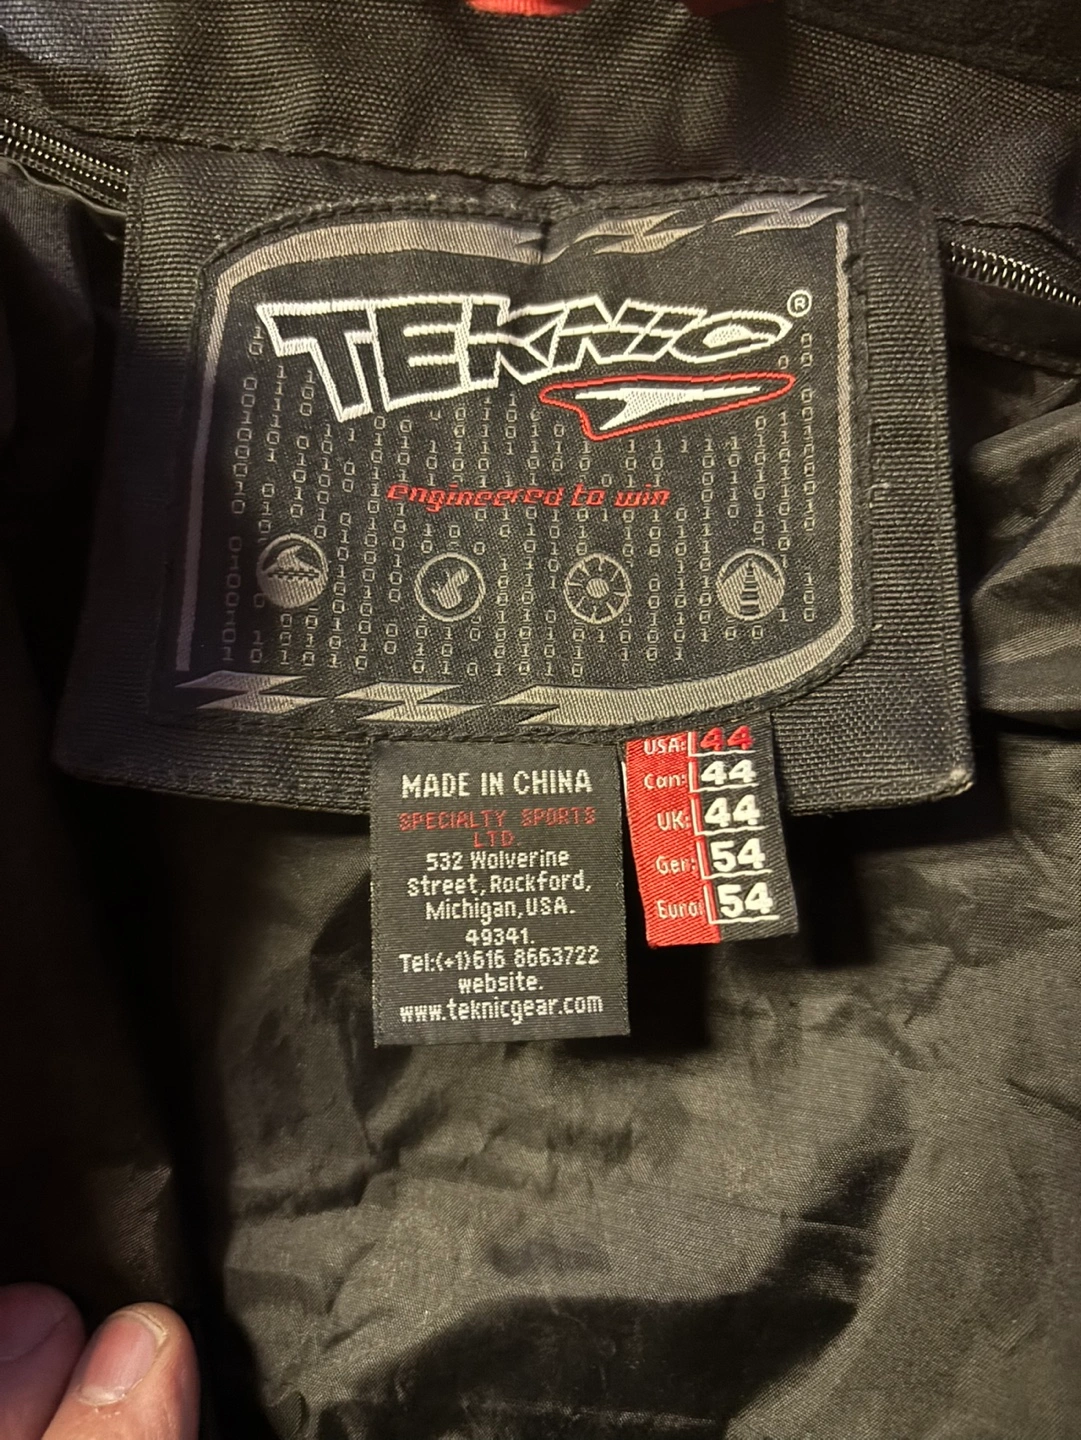 TEKNIC®
engineered to win
MADE IN CHINA
SPECIALTY SPORTS
LTD.
532 Wolverine
Street, Rockford,
Michigan, USA.
49341.
Tel:(+1)616 8663722
website.
www.teknicgear.com
USA: 44
Can: 44
UK: 44
Ger: 54
Euro: 54